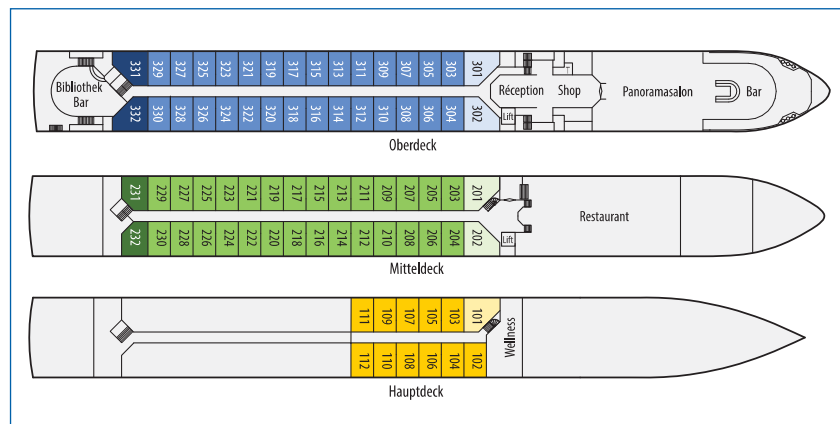 331 329 327 325 323 321 319 317 315 313 311 309 307 305 303 301
Bibliothek
Bar
Réception
Shop
Panoramasalon
Bar
Lift
332 330 328 326 324 322 320 318 316 314 312 310 308 306 304 302
Oberdeck
231 229 227 225 223 221 219 217 215 213 211 209 207 205 203 201
Restaurant
Lift
232 230 228 226 224 222 220 218 216 214 212 210 208 206 204 202
Mitteldeck
111 109 107 105 103 101
Wellness
112 110 108 106 104 102
Hauptdeck